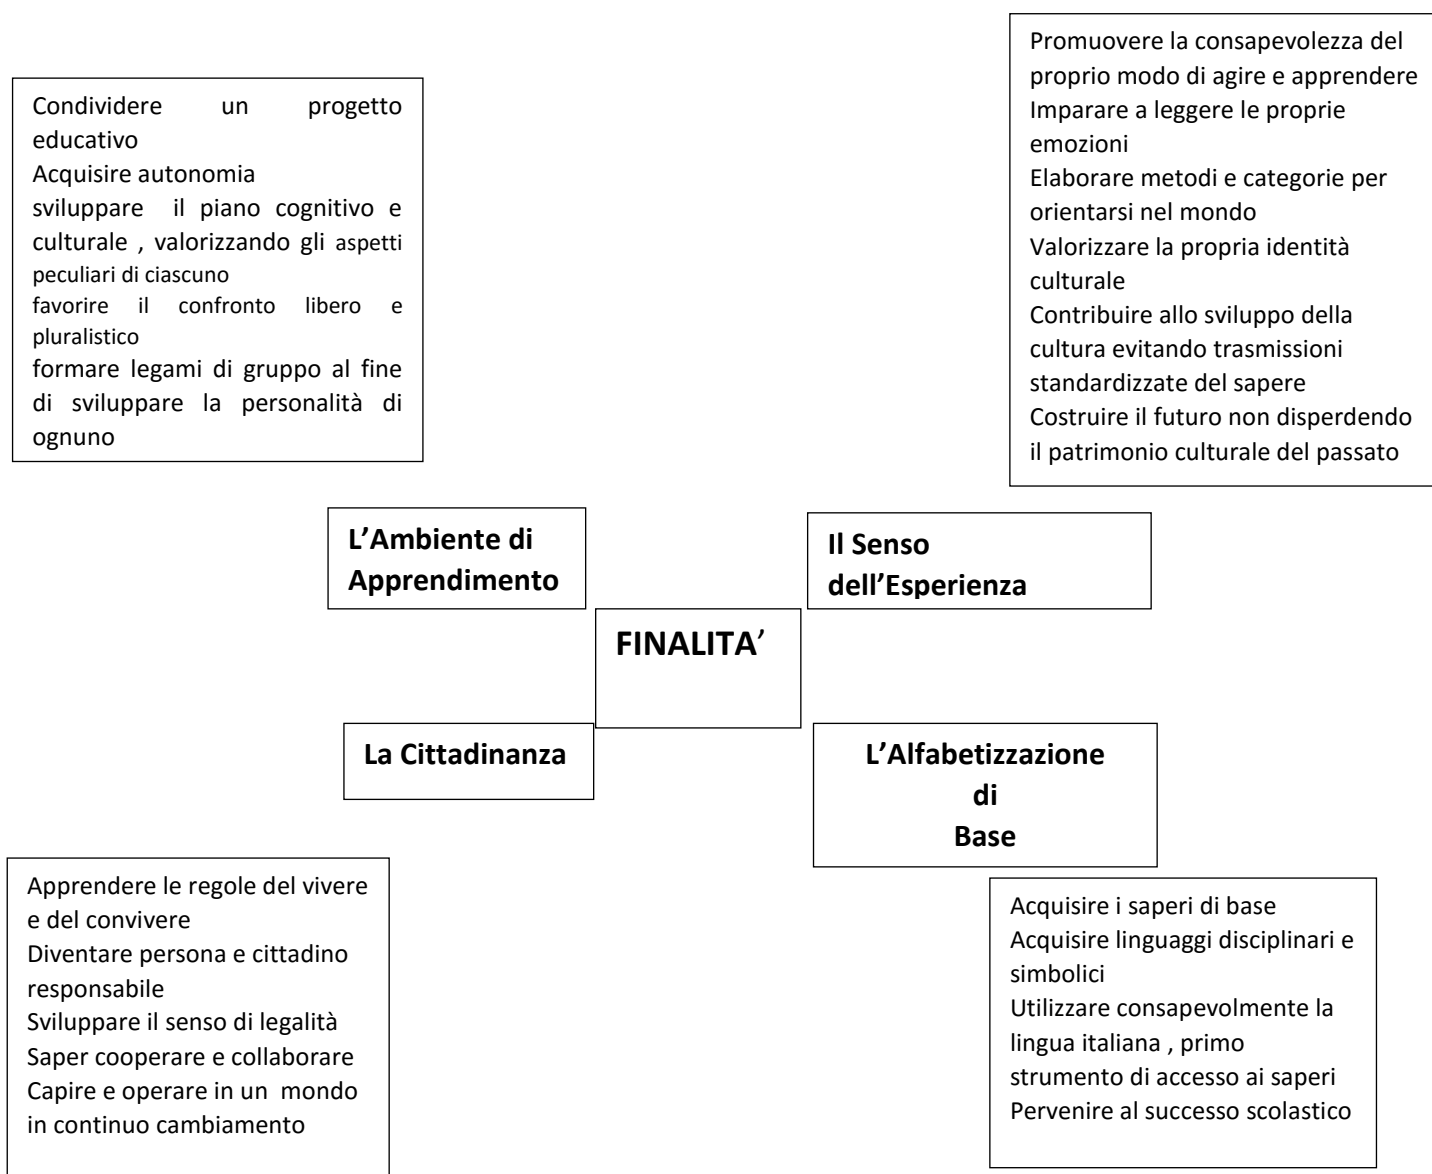 Condividere un progetto
educativo
Acquisire autonomia
sviluppare il piano cognitivo e
culturale , valorizzando gli aspetti
peculiari di ciascuno
favorire il confronto libero e
pluralistico
formare legami di gruppo al fine
di sviluppare la personalità di
ognuno
Promuovere la consapevolezza del
proprio modo di agire e apprendere
Imparare a leggere le proprie
emozioni
Elaborare metodi e categorie per
orientarsi nel mondo
Valorizzare la propria identità
culturale
Contribuire allo sviluppo della
cultura evitando trasmissioni
standardizzate del sapere
Costruire il futuro non disperdendo
il patrimonio culturale del passato
L’Ambiente di
Apprendimento
Il Senso
dell’Esperienza
FINALITA’
La Cittadinanza
L’Alfabetizzazione
di
Base
Apprendere le regole del vivere
e del convivere
Diventare persona e cittadino
responsabile
Sviluppare il senso di legalità
Saper cooperare e collaborare
Capire e operare in un mondo
in continuo cambiamento
Acquisire i saperi di base
Acquisire linguaggi disciplinari e
simbolici
Utilizzare consapevolmente la
lingua italiana , primo
strumento di accesso ai saperi
Pervenire al successo scolastico